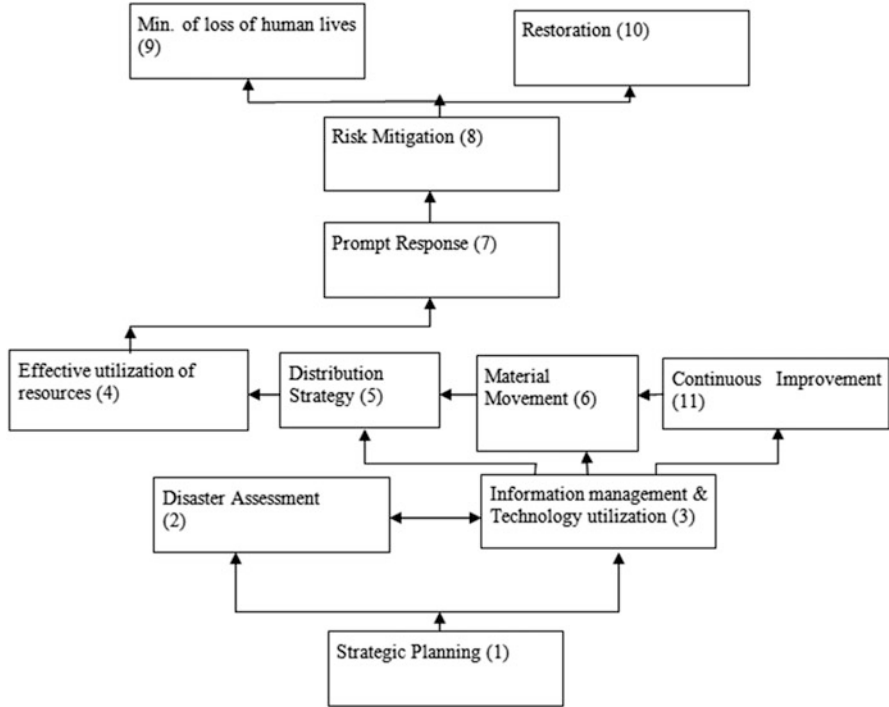 Min. of loss of human lives
(9)
Restoration (10)
Risk Mitigation (8)
Prompt Response (7)
Effective utilization of
resources (4)
Distribution
Strategy (5)
Material
Movement (6)
Continuous Improvement
(11)
Disaster Assessment
(2)
Information management &
Technology utilization (3)
Strategic Planning (1)